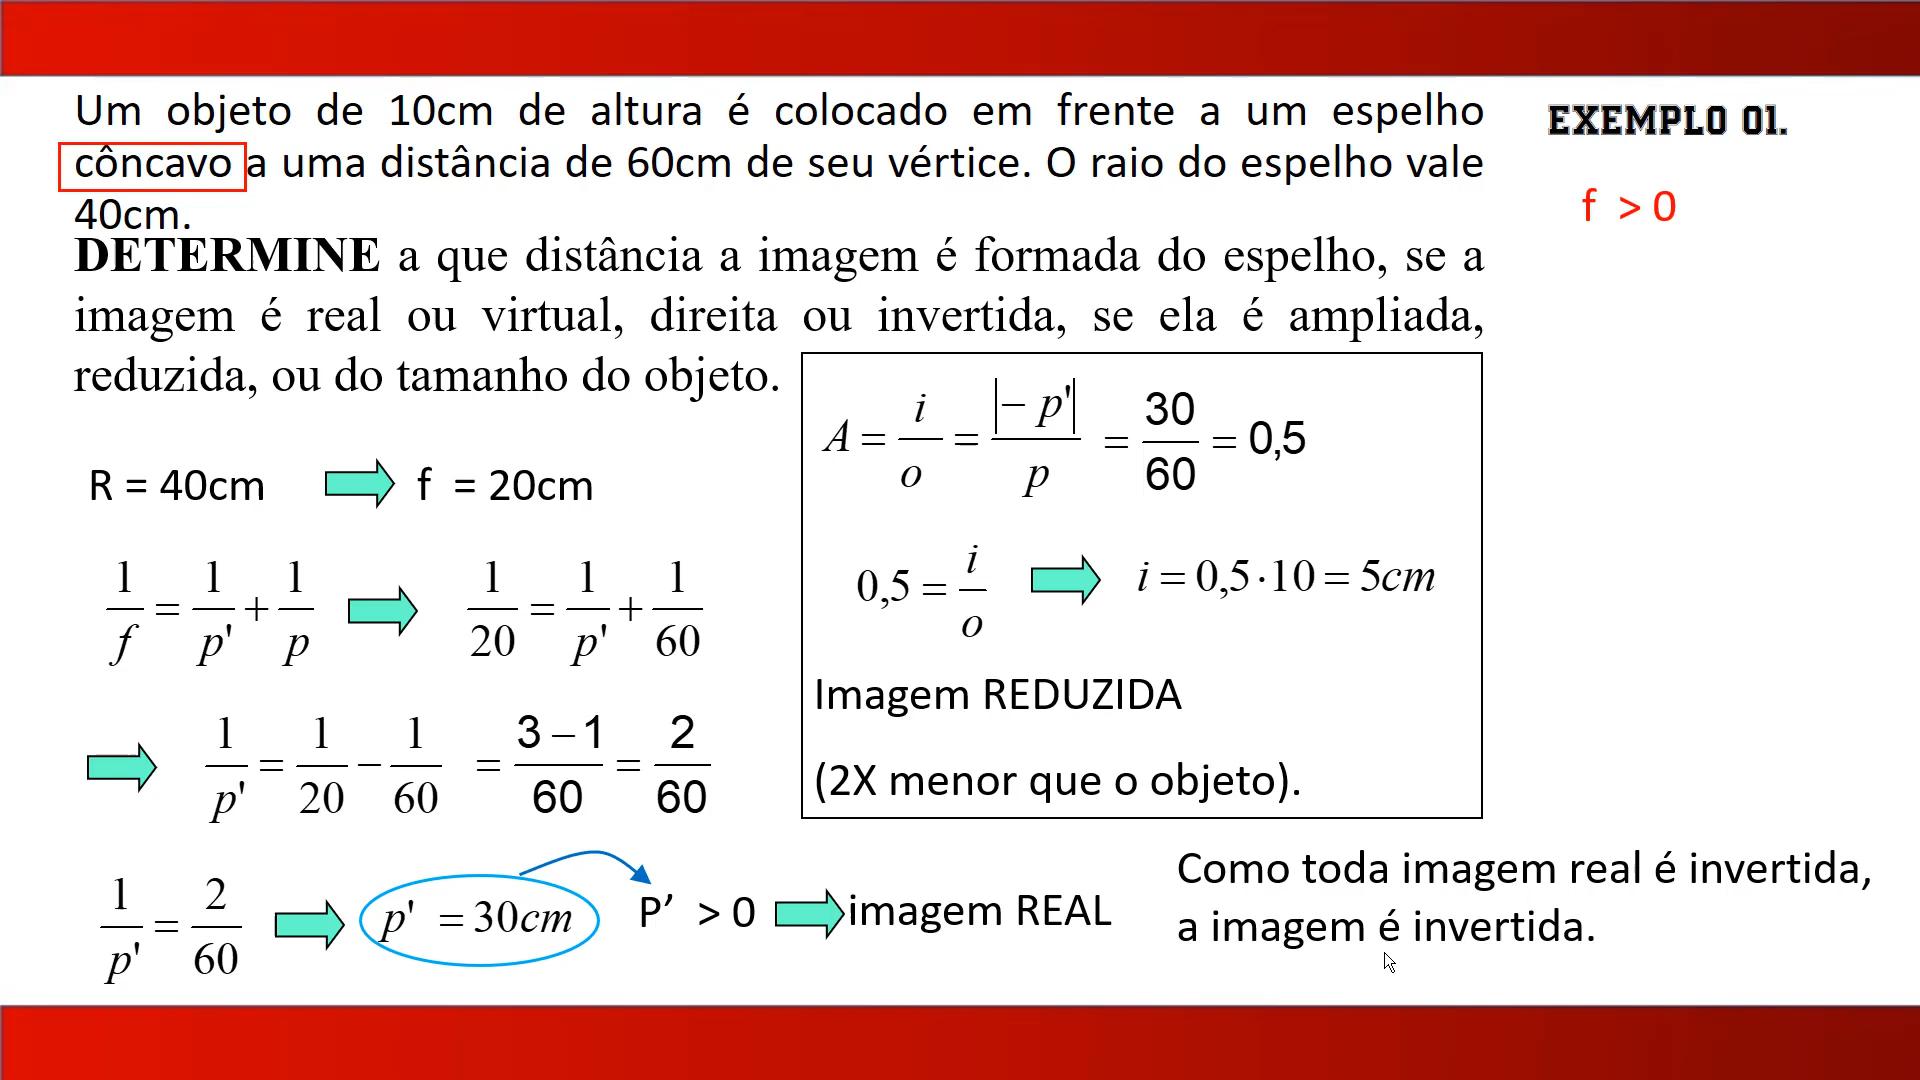 Um objeto de 10cm de altura é colocado em frente a um espelho
côncavo a uma distância de 60cm de seu vértice. O raio do espelho vale
40cm.
EXEMPLO 01.
f > 0
DETERMINE a que distância a imagem é formada do espelho, se a
imagem é real ou virtual, direita ou invertida, se ela é ampliada,
reduzida, ou do tamanho do objeto.
R = 40cm f = 20cm
1/f = 1/p' + 1/p 1/20 = 1/p' + 1/60
1/p' = 1/20 − 1/60 = 3 − 1/60 = 2/60
1/p' = 2/60 p' = 30cm P’ > 0 imagem REAL
A = i/o = |− p'|/p = 30/60 = 0,5
0,5 = i/o i = 0,5·10 = 5cm
Imagem REDUZIDA
(2X menor que o objeto).
Como toda imagem real é invertida,
a imagem é invertida.